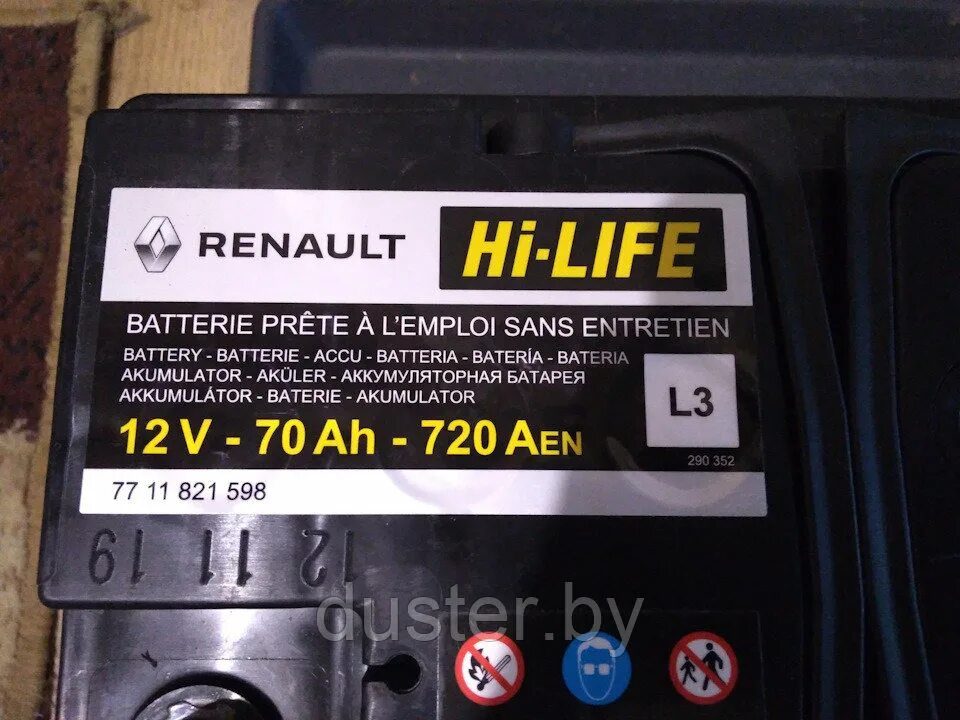 RENAULT
Hi-LIFE
BATTERIE PRÊTE À L'EMPLOI SANS ENTRETIEN
BATTERY - BATTERIE - ACCU - BATTERIA - BATERÍA - BATERIA
AKUMULATOR - AKÜLER - АККУМУЛЯТОРНАЯ БАТАРЕЯ
AKKUMULÁTOR - BATERIE - AKUMULATOR
L3
12 V - 70 Ah - 720 AEN
290 352
77 11 821 598
19 11 11 12
duster.by